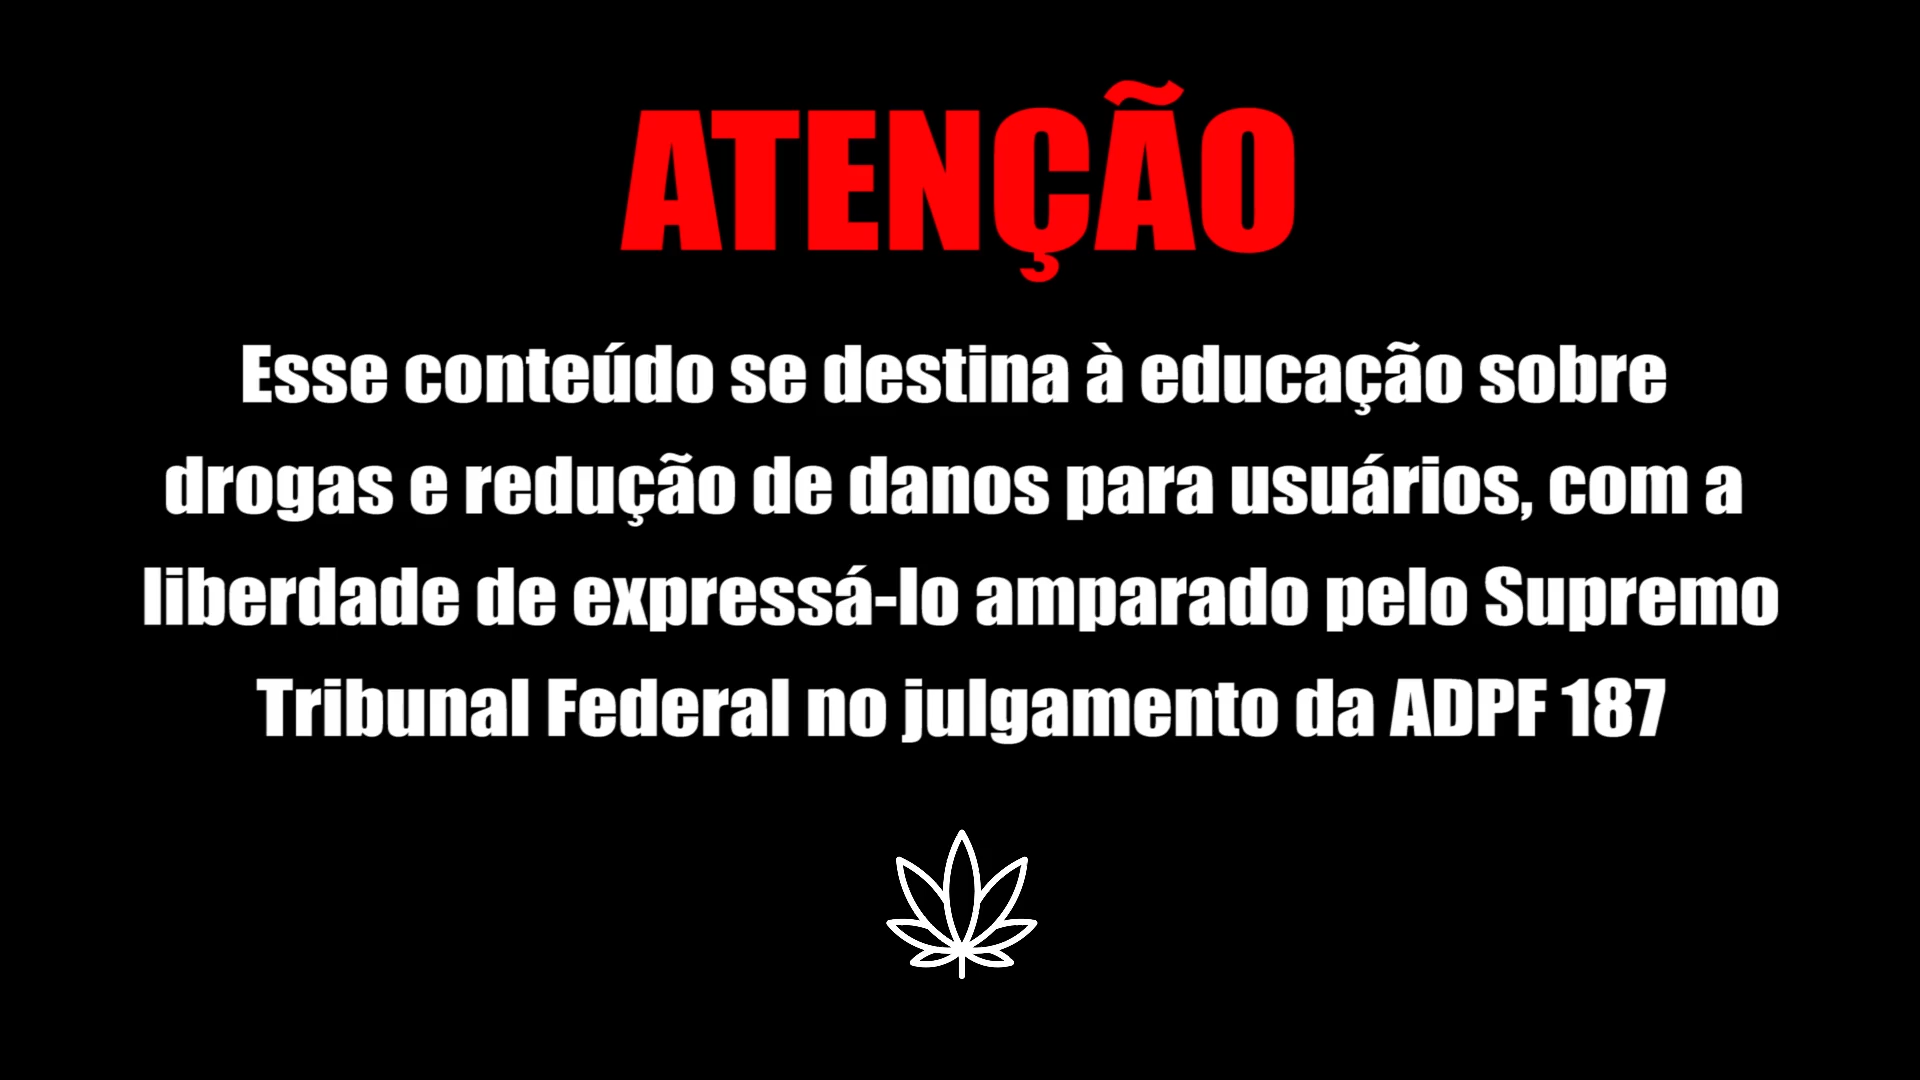 ATENÇÃO
Esse conteúdo se destina à educação sobre
drogas e redução de danos para usuários, com a
liberdade de expressá-lo amparado pelo Supremo
Tribunal Federal no julgamento da ADPF 187